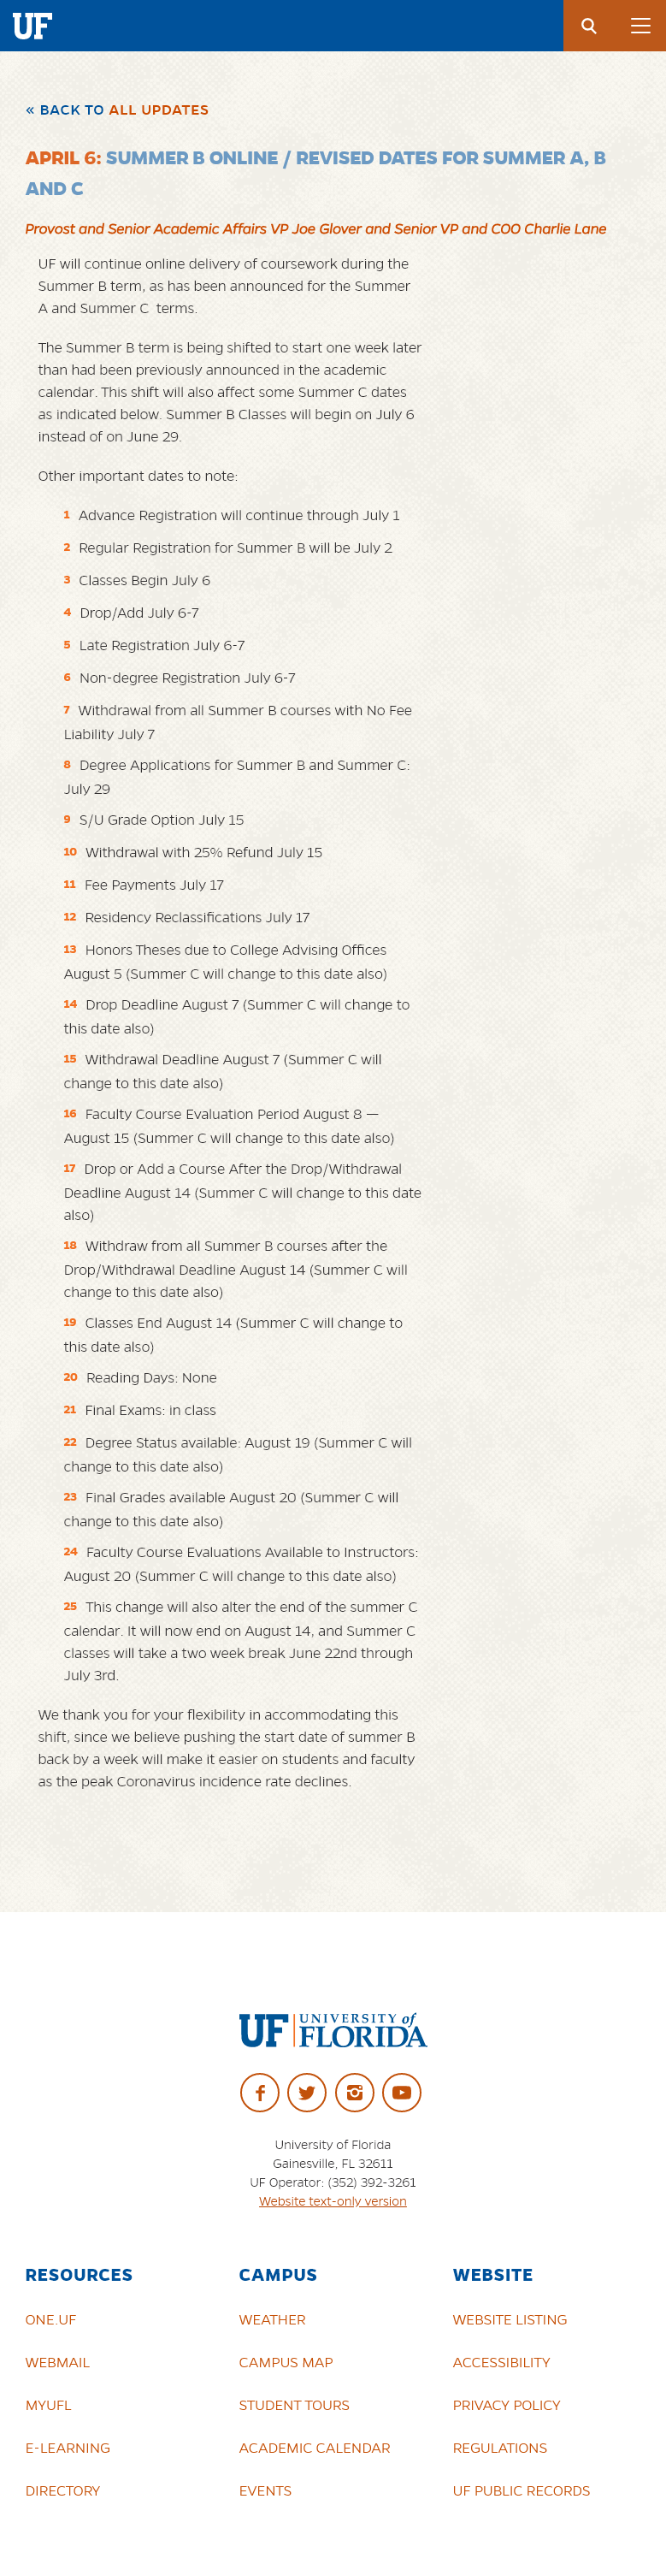 UF
« BACK TO ALL UPDATES
APRIL 6: SUMMER B ONLINE / REVISED DATES FOR SUMMER A, B
AND C
Provost and Senior Academic Affairs VP Joe Glover and Senior VP and COO Charlie Lane
UF will continue online delivery of coursework during the
Summer B term, as has been announced for the Summer
A and Summer C terms.
The Summer B term is being shifted to start one week later
than had been previously announced in the academic
calendar. This shift will also affect some Summer C dates
as indicated below. Summer B Classes will begin on July 6
instead of on June 29.
Other important dates to note:
1 Advance Registration will continue through July 1
2 Regular Registration for Summer B will be July 2
3 Classes Begin July 6
4 Drop/Add July 6-7
5 Late Registration July 6-7
6 Non-degree Registration July 6-7
7 Withdrawal from all Summer B courses with No Fee
Liability July 7
8 Degree Applications for Summer B and Summer C:
July 29
9 S/U Grade Option July 15
10 Withdrawal with 25% Refund July 15
11 Fee Payments July 17
12 Residency Reclassifications July 17
13 Honors Theses due to College Advising Offices
August 5 (Summer C will change to this date also)
14 Drop Deadline August 7 (Summer C will change to
this date also)
15 Withdrawal Deadline August 7 (Summer C will
change to this date also)
16 Faculty Course Evaluation Period August 8 —
August 15 (Summer C will change to this date also)
17 Drop or Add a Course After the Drop/Withdrawal
Deadline August 14 (Summer C will change to this date
also)
18 Withdraw from all Summer B courses after the
Drop/Withdrawal Deadline August 14 (Summer C will
change to this date also)
19 Classes End August 14 (Summer C will change to
this date also)
20 Reading Days: None
21 Final Exams: in class
22 Degree Status available: August 19 (Summer C will
change to this date also)
23 Final Grades available August 20 (Summer C will
change to this date also)
24 Faculty Course Evaluations Available to Instructors:
August 20 (Summer C will change to this date also)
25 This change will also alter the end of the summer C
calendar. It will now end on August 14, and Summer C
classes will take a two week break June 22nd through
July 3rd.
We thank you for your flexibility in accommodating this
shift, since we believe pushing the start date of summer B
back by a week will make it easier on students and faculty
as the peak Coronavirus incidence rate declines.
UF UNIVERSITY of
FLORIDA
University of Florida
Gainesville, FL 32611
UF Operator: (352) 392-3261
Website text-only version
RESOURCES
ONE.UF
WEBMAIL
MYUFL
E-LEARNING
DIRECTORY
CAMPUS
WEATHER
CAMPUS MAP
STUDENT TOURS
ACADEMIC CALENDAR
EVENTS
WEBSITE
WEBSITE LISTING
ACCESSIBILITY
PRIVACY POLICY
REGULATIONS
UF PUBLIC RECORDS